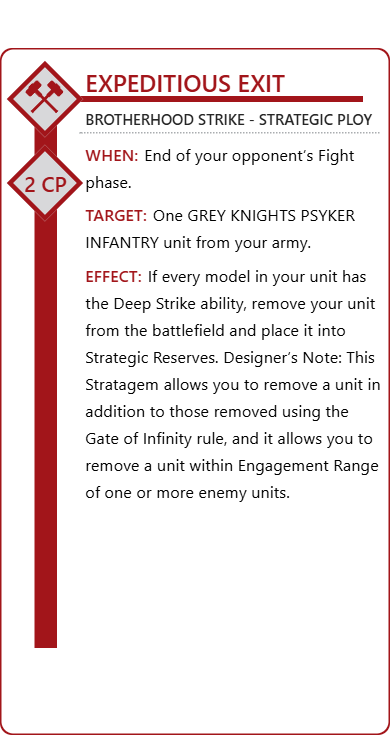 EXPEDITIOUS EXIT
BROTHERHOOD STRIKE - STRATEGIC PLOY
2 CP
WHEN: End of your opponent's Fight
phase.
TARGET: One GREY KNIGHTS PSYKER
INFANTRY unit from your army.
EFFECT: If every model in your unit has
the Deep Strike ability, remove your unit
from the battlefield and place it into
Strategic Reserves. Designer's Note: This
Stratagem allows you to remove a unit in
addition to those removed using the
Gate of Infinity rule, and it allows you to
remove a unit within Engagement Range
of one or more enemy units.